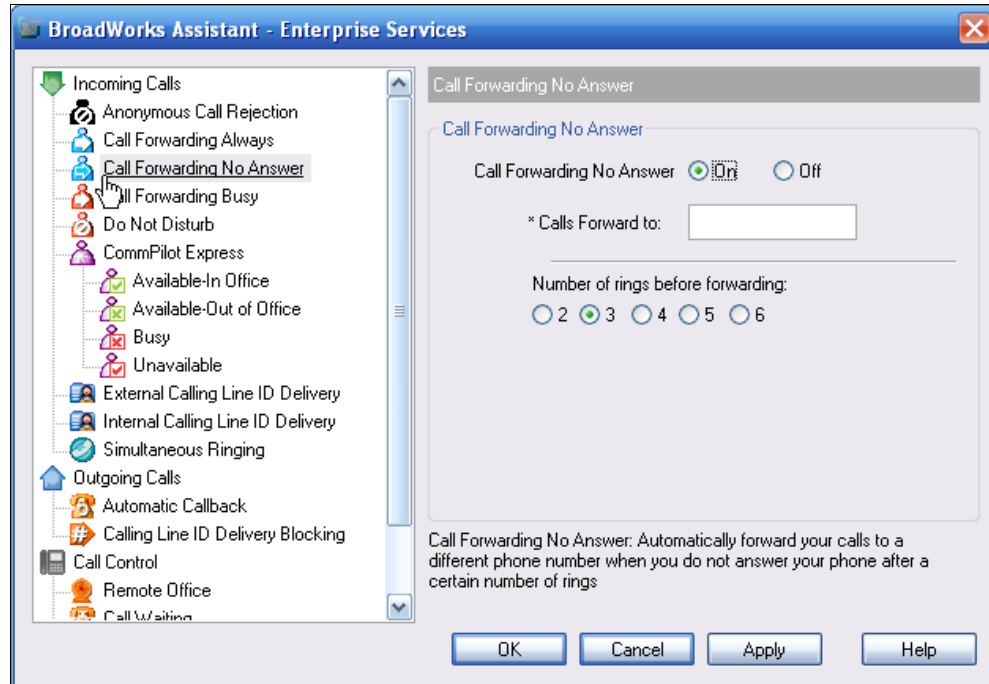 BroadWorks Assistant - Enterprise Services
Incoming Calls
Anonymous Call Rejection
Call Forwarding Always
Call Forwarding No Answer
Call Forwarding Busy
Do Not Disturb
CommPilot Express
Available-In Office
Available-Out of Office
Busy
Unavailable
External Calling Line ID Delivery
Internal Calling Line ID Delivery
Simultaneous Ringing
Outgoing Calls
Automatic Callback
Calling Line ID Delivery Blocking
Call Control
Remote Office
Call Waiting
Call Forwarding No Answer
Call Forwarding No Answer
Call Forwarding No Answer On Off
* Calls Forward to:
Number of rings before forwarding:
2 3 4 5 6
Call Forwarding No Answer: Automatically forward your calls to a
different phone number when you do not answer your phone after a
certain number of rings
OK Cancel Apply Help